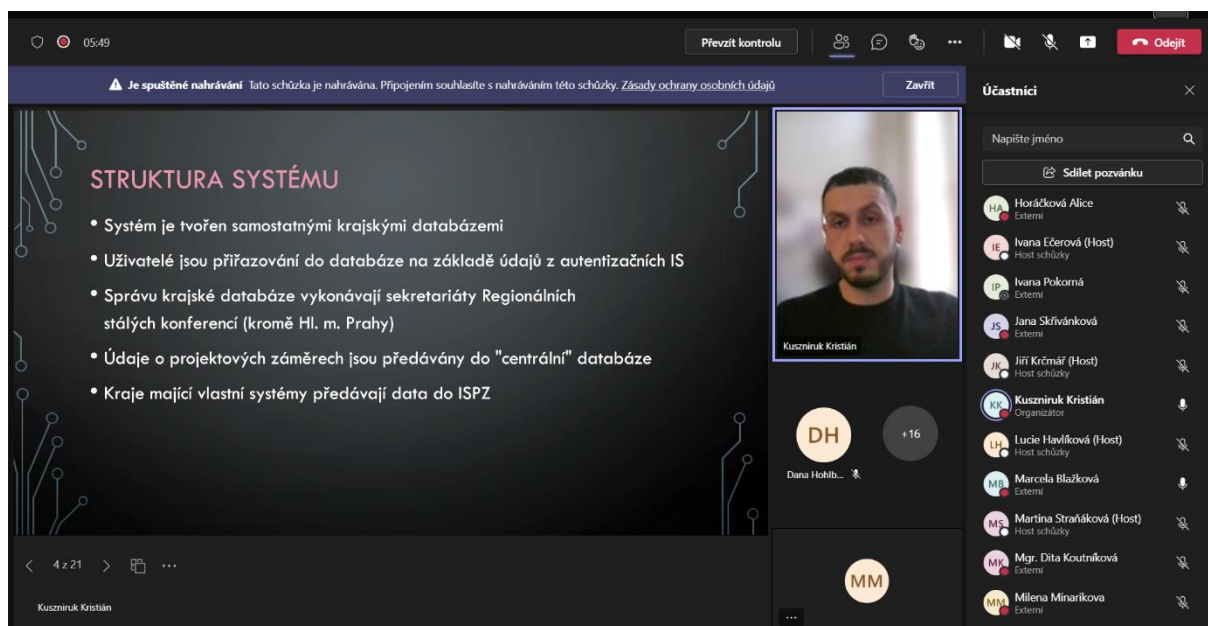 05:49
Převzít kontrolu
Odejít
Je spuštěné nahrávání Tato schůzka je nahrávána. Připojením souhlasíte s nahráváním této schůzky. Zásady ochrany osobních údajů
Zavřít
STRUKTURA SYSTÉMU
• Systém je tvořen samostatnými krajskými databázemi
• Uživatelé jsou přiřazování do databáze na základě údajů z autentizačních IS
• Správu krajské databáze vykonávají sekretariáty Regionálních
stálých konferencí (kromě Hl. m. Prahy)
• Údaje o projektových záměrech jsou předávány do "centrální" databáze
• Kraje mající vlastní systémy předávají data do ISPZ
4 z 21
Kuszniruk Kristián
Kuszniruk Kristián
DH
+16
Dana Hohlb...
MM
Účastníci
Napište jméno
Sdílet pozvánku
HA
Horáčková Alice
Externí
IE
Ivana Ečerová (Host)
Host schůzky
IP
Ivana Pokorná
Externí
JS
Jana Skřivánková
Externí
JK
Jiří Krčmář (Host)
Host schůzky
KK
Kuszniruk Kristián
Organizátor
LH
Lucie Havlíková (Host)
Host schůzky
MB
Marcela Blažková
Externí
MS
Martina Straňáková (Host)
Host schůzky
MK
Mgr. Dita Koutníková
Externí
MM
Milena Minarikova
Externí